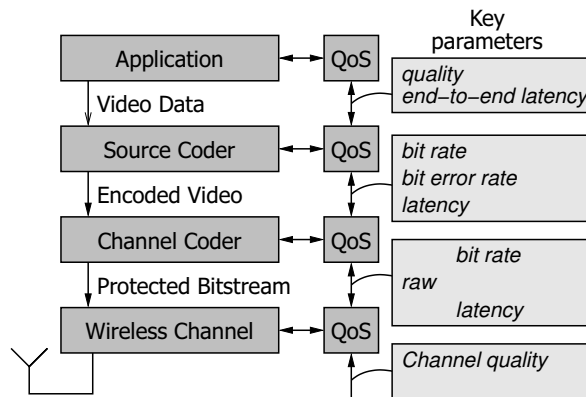 Key
parameters
Application
QoS
quality
end−to−end latency
Video Data
Source Coder
QoS
bit rate
bit error rate
latency
Encoded Video
Channel Coder
QoS
bit rate
raw
latency
Protected Bitstream
Wireless Channel
QoS
Channel quality